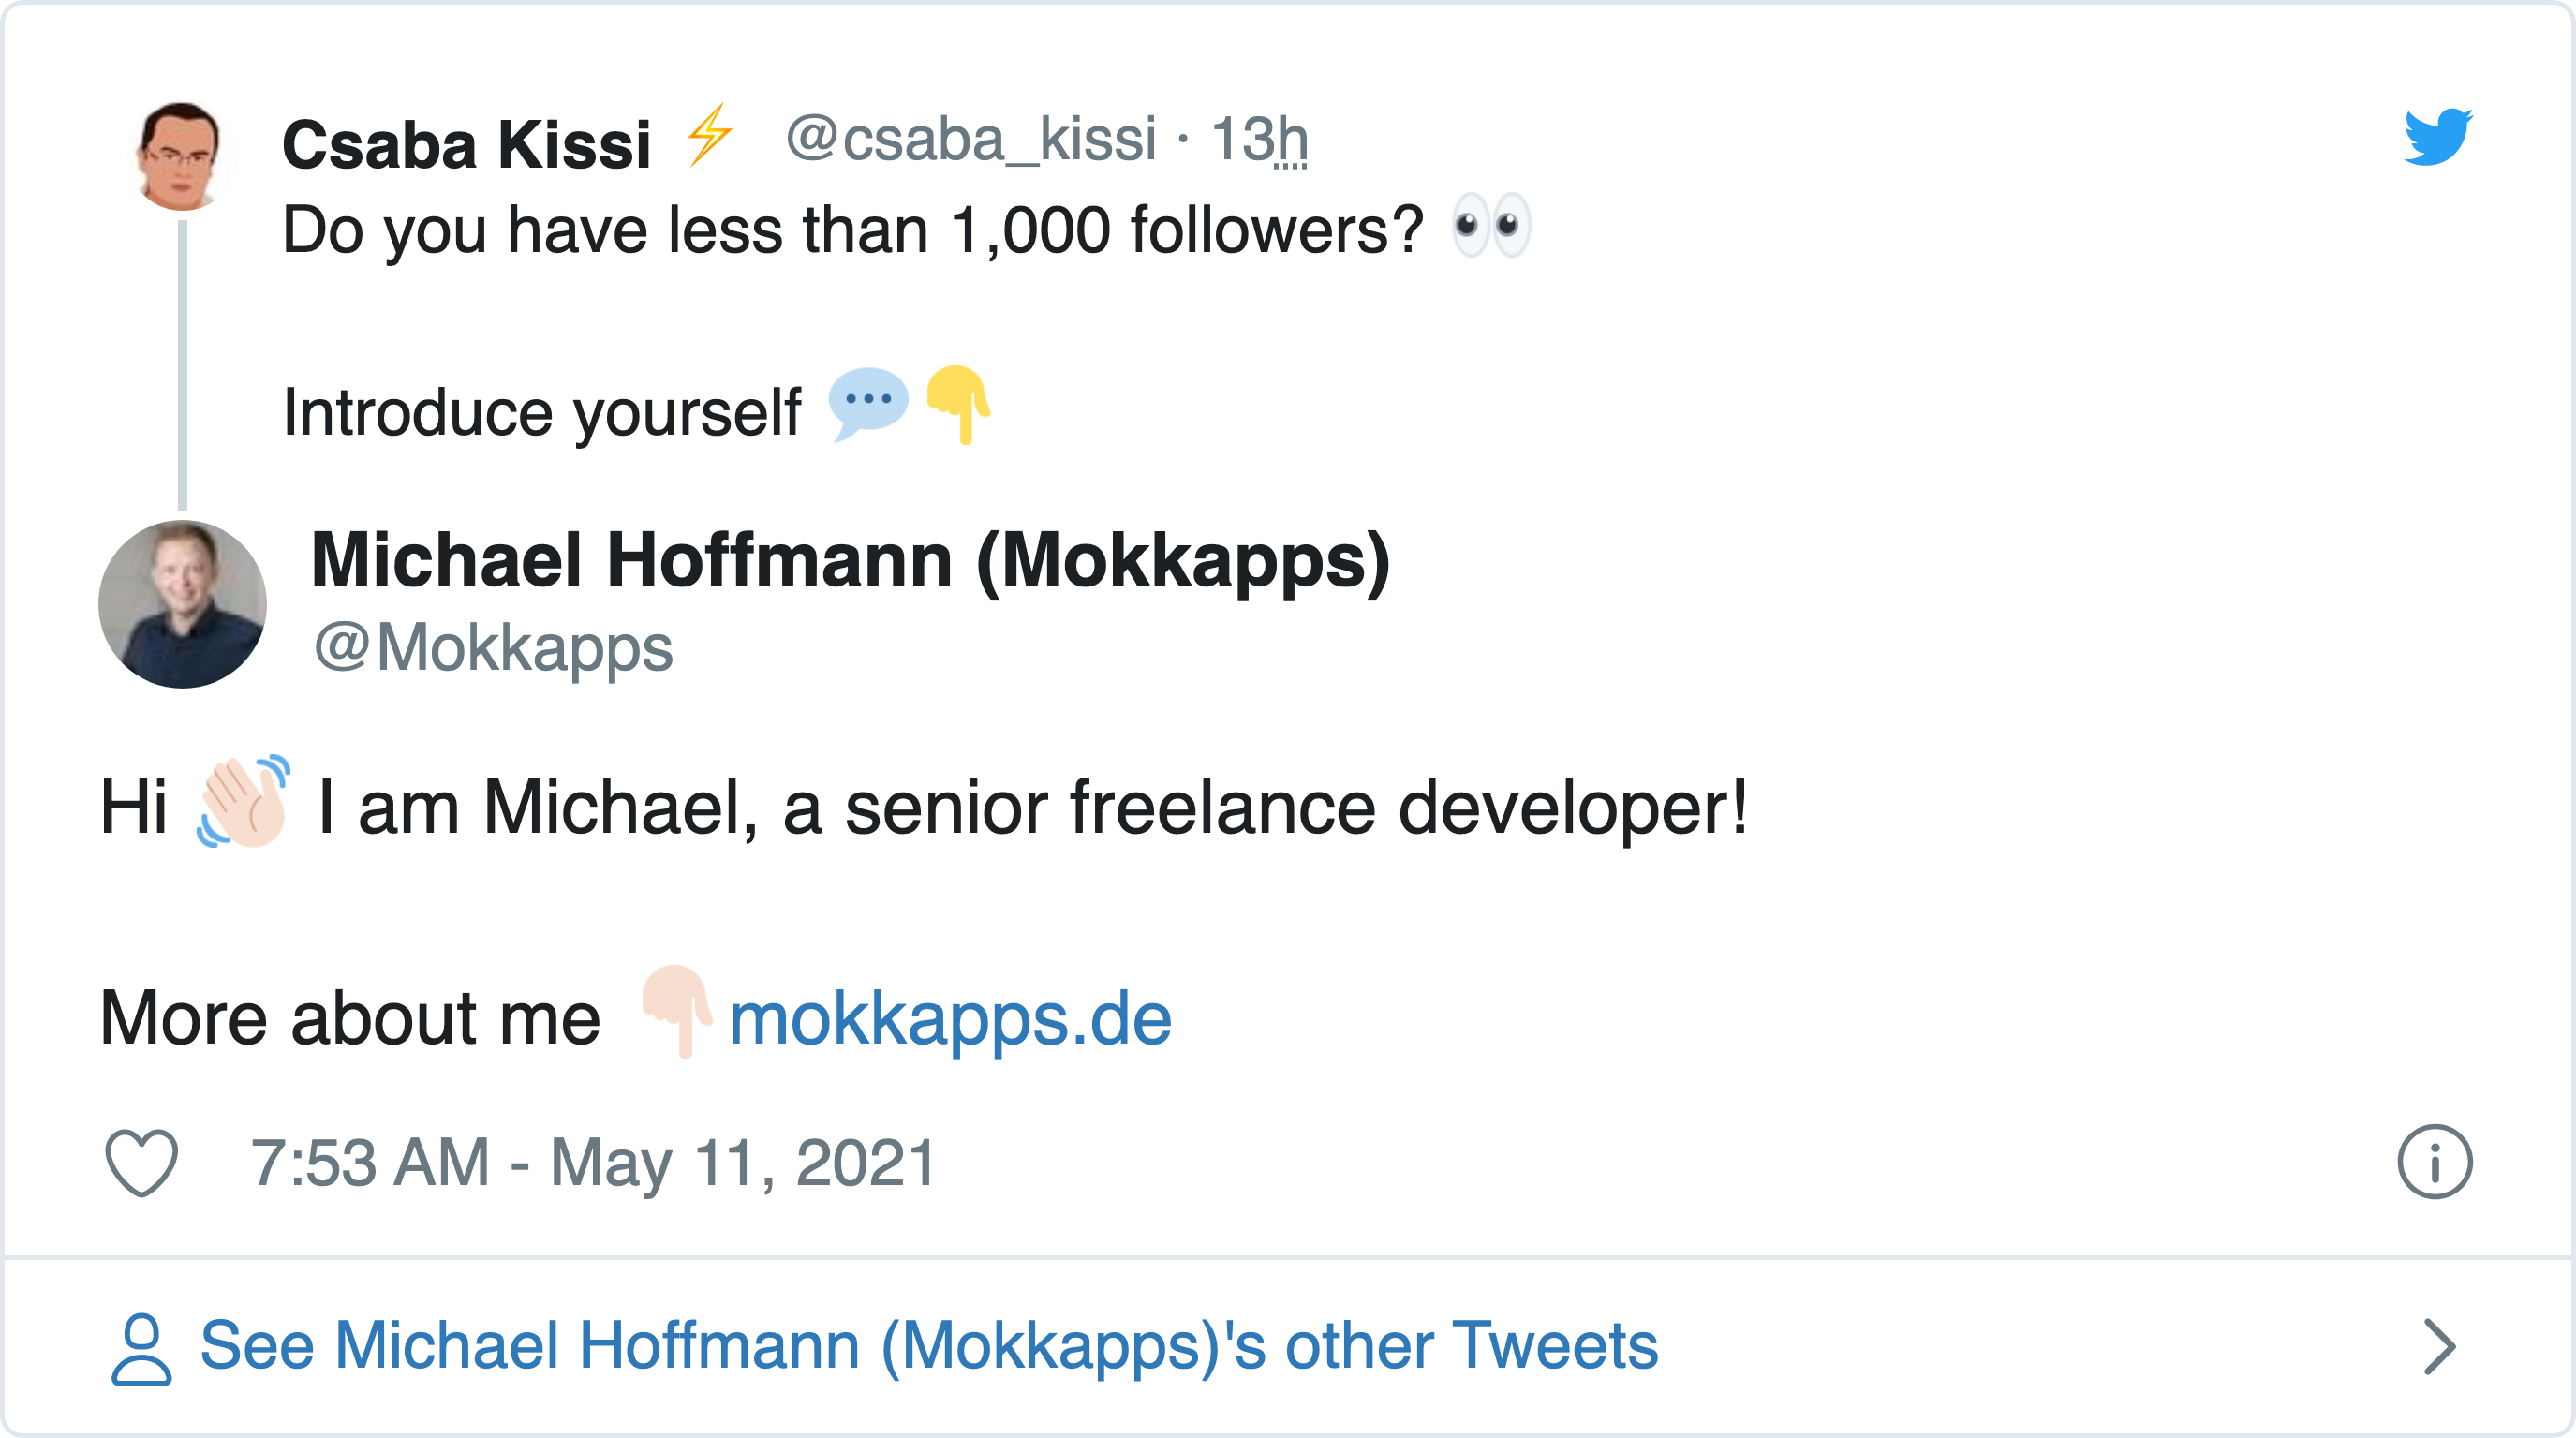 Csaba Kissi ⚡ @csaba_kissi · 13h
Do you have less than 1,000 followers? 👀
Introduce yourself 💬👇
Michael Hoffmann (Mokkapps)
@Mokkapps
Hi 👋🏻 I am Michael, a senior freelance developer!
More about me 👇🏻mokkapps.de
7:53 AM - May 11, 2021
See Michael Hoffmann (Mokkapps)'s other Tweets